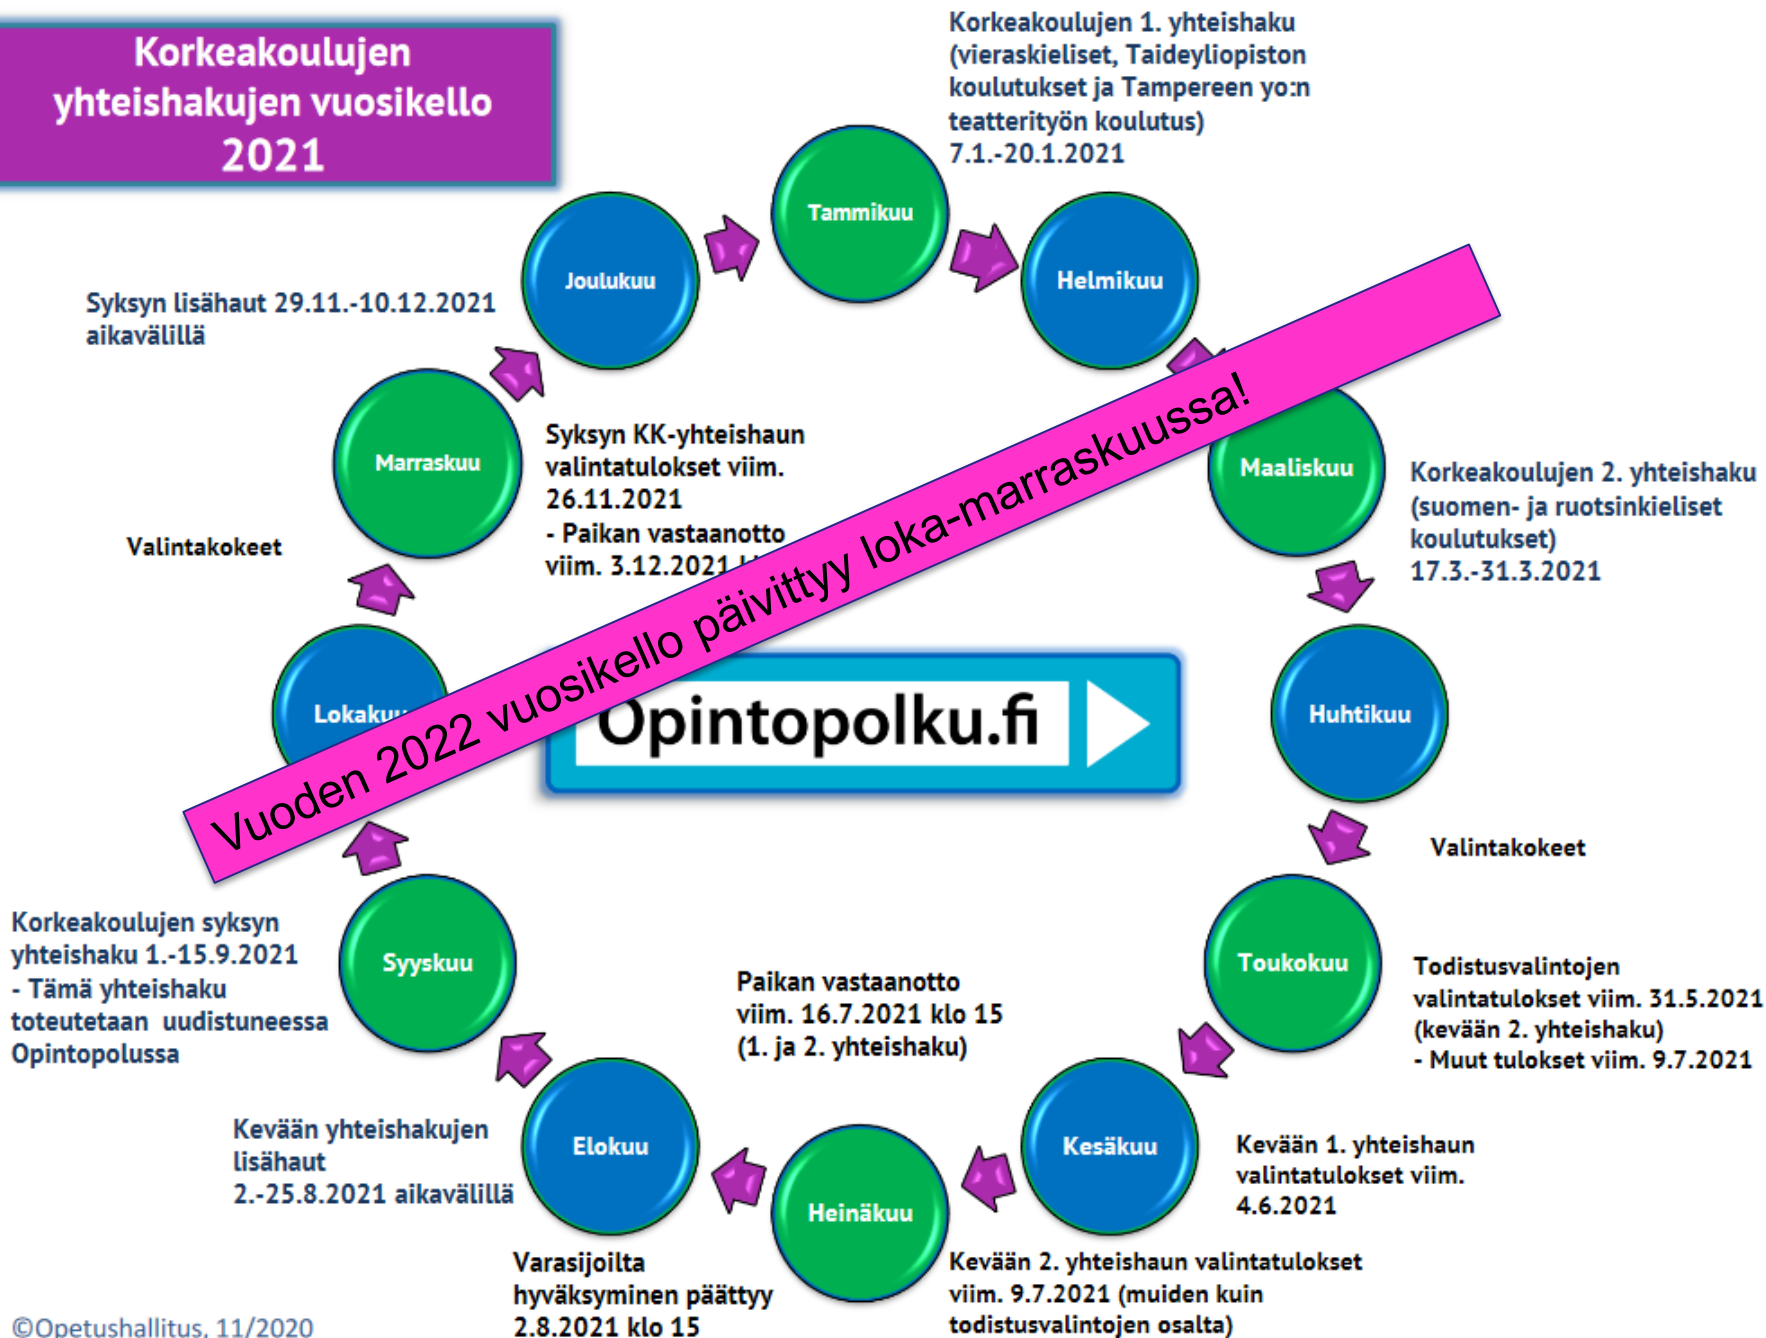 Korkeakoulujen
yhteishakujen vuosikello
2021
Korkeakoulujen 1. yhteishaku
(vieraskieliset, Taideyliopiston
koulutukset ja Tampereen yo:n
teatterityön koulutus)
7.1.-20.1.2021
Tammikuu
Helmikuu
Joulukuu
Syksyn lisähaut 29.11.-10.12.2021
aikavälillä
Marraskuu
Syksyn KK-yhteishaun
valintatulokset viim.
26.11.2021
- Paikan vastaanotto
viim. 3.12.2021
Maaliskuu
Korkeakoulujen 2. yhteishaku
(suomen- ja ruotsinkieliset
koulutukset)
17.3.-31.3.2021
Valintakokeet
Vuoden 2022 vuosikello päivittyy loka-marraskuussa!
Lokakuu
Opintopolku.fi
Huhtikuu
Valintakokeet
Korkeakoulujen syksyn
yhteishaku 1.-15.9.2021
- Tämä yhteishaku
toteutetaan uudistuneessa
Opintopolussa
Syyskuu
Paikan vastaanotto
viim. 16.7.2021 klo 15
(1. ja 2. yhteishaku)
Toukokuu
Todistusvalintojen
valintatulokset viim. 31.5.2021
(kevään 2. yhteishaku)
- Muut tulokset viim. 9.7.2021
Kevään yhteishakujen
lisähaut
2.-25.8.2021 aikavälillä
Elokuu
Heinäkuu
Kesäkuu
Kevään 1. yhteishaun
valintatulokset viim.
4.6.2021
Varasijoilta
hyväksyminen päättyy
2.8.2021 klo 15
Kevään 2. yhteishaun valintatulokset
viim. 9.7.2021 (muiden kuin
todistusvalintojen osalta)
©Opetushallitus, 11/2020